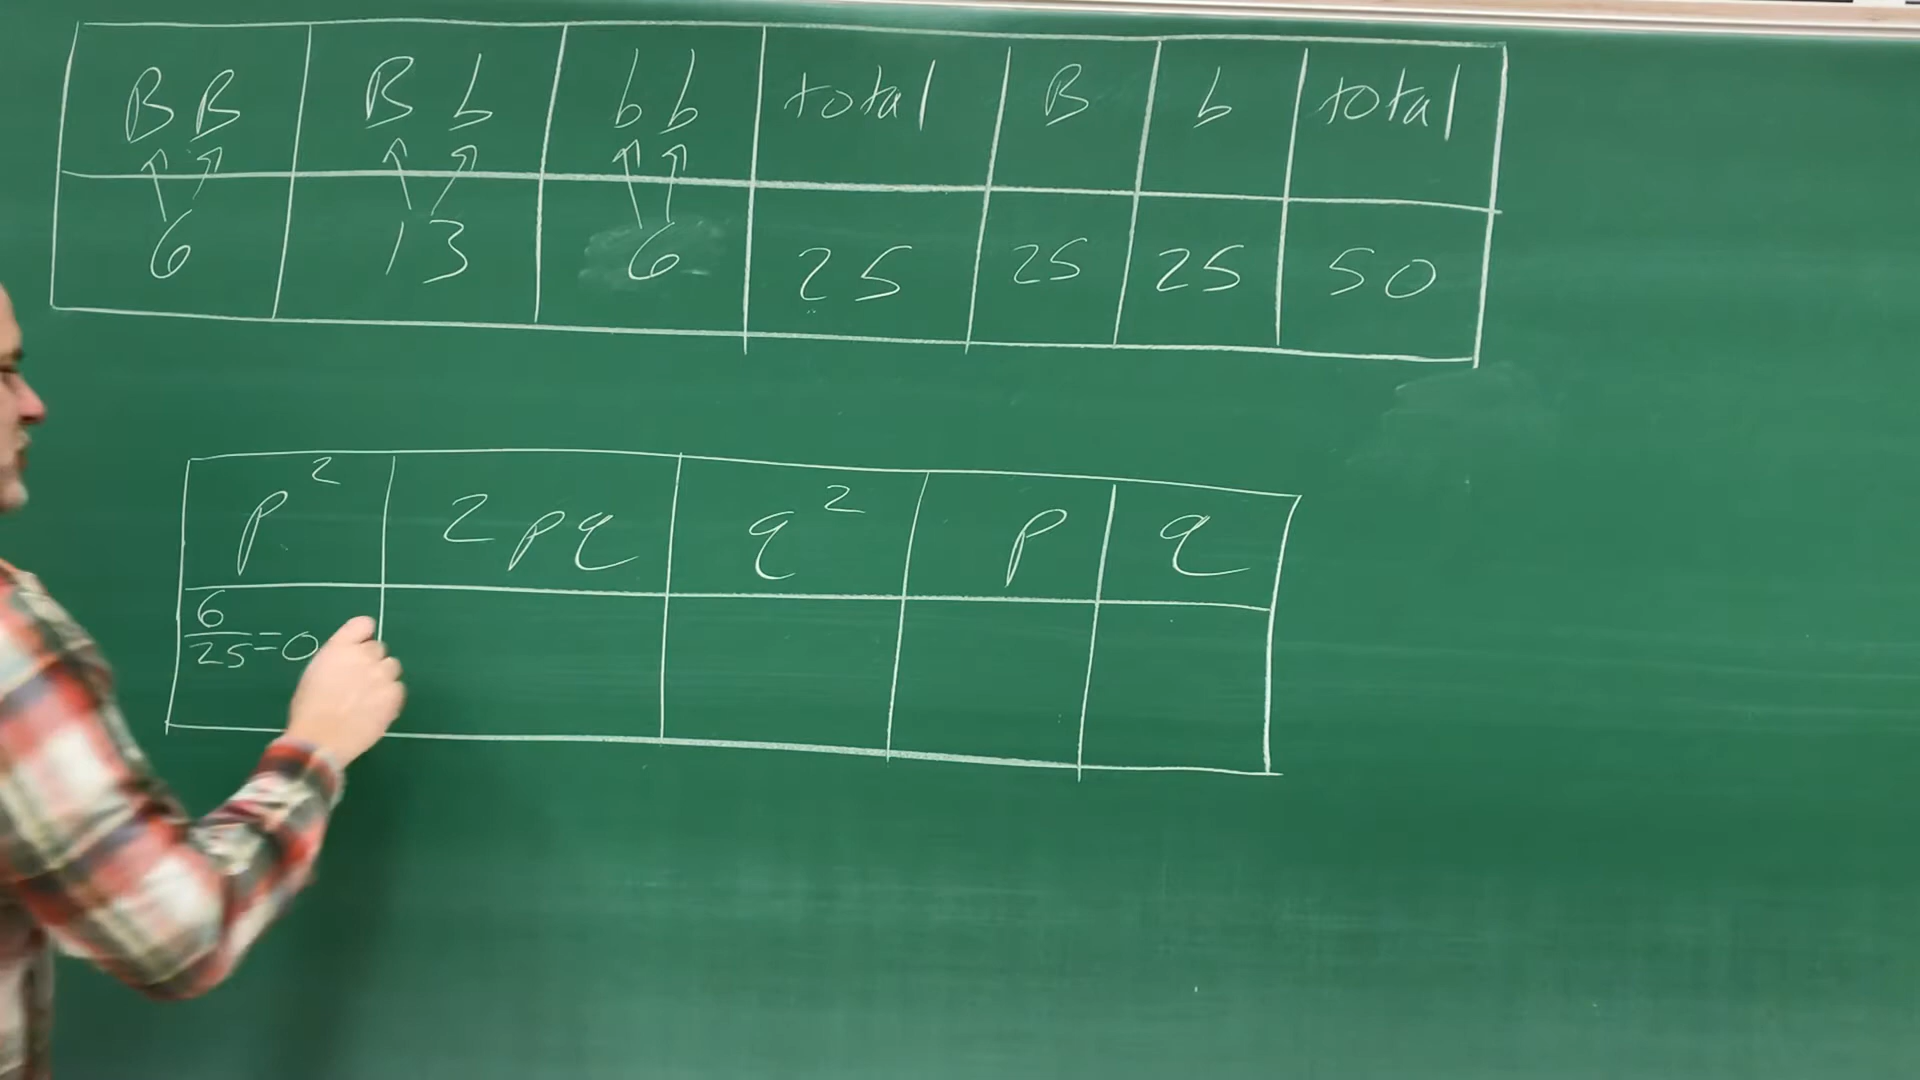 BB Bb bb total B b total
6 13 6 25 25 25 50
p² 2pq q² p q
6/25=0